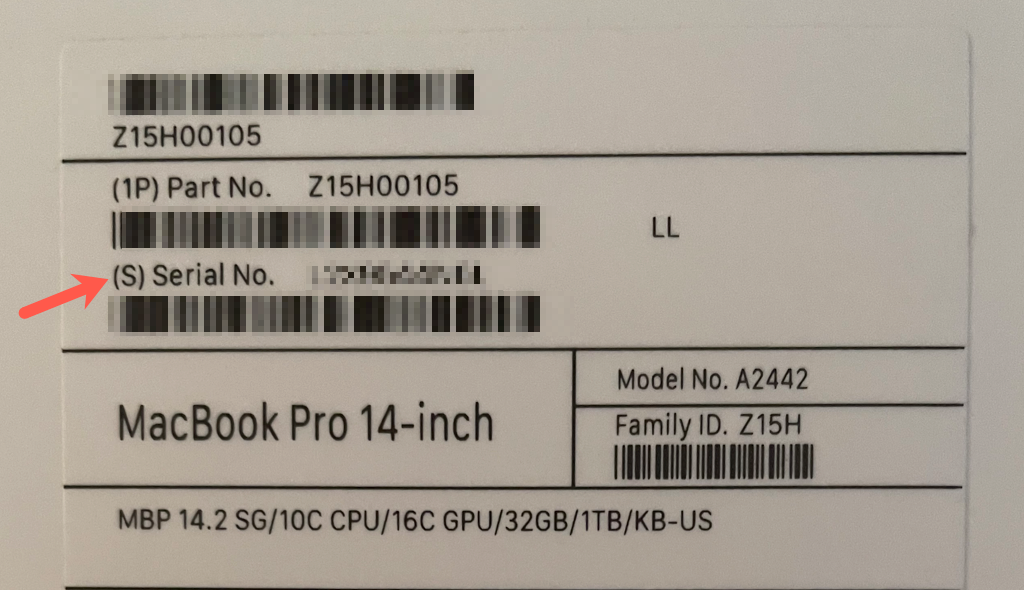 Z15H00105
(1P) Part No. Z15H00105
LL
(S) Serial No.
MacBook Pro 14-inch
Model No. A2442
Family ID. Z15H
MBP 14.2 SG/10C CPU/16C GPU/32GB/1TB/KB-US